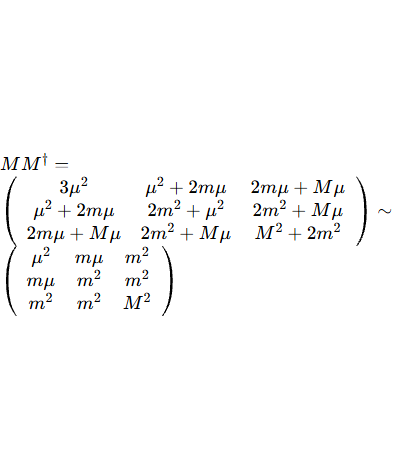 MM† =
( 3μ² μ² + 2mμ 2mμ + Mμ
μ² + 2mμ 2m² + μ² 2m² + Mμ
2mμ + Mμ 2m² + Mμ M² + 2m² ) ∼
( μ² mμ m²
mμ m² m²
m² m² M² )